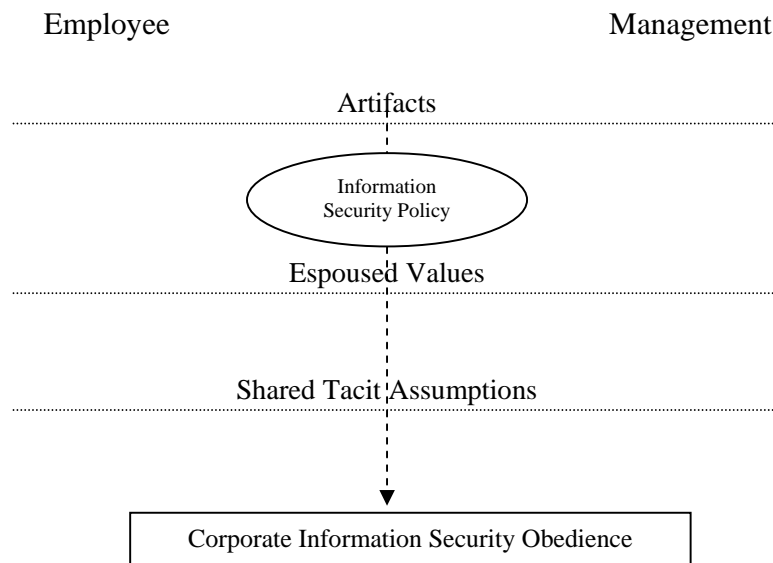 Employee Management
Artifacts
Information
Security Policy
Espoused Values
Shared Tacit Assumptions
Corporate Information Security Obedience